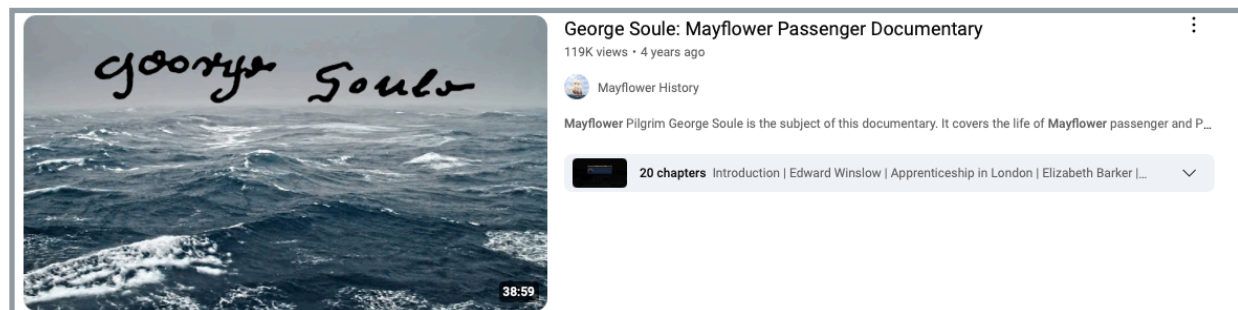 George Soule
George Soule: Mayflower Passenger Documentary
119K views • 4 years ago
Mayflower History
Mayflower Pilgrim George Soule is the subject of this documentary. It covers the life of Mayflower passenger and P...
20 chapters Introduction | Edward Winslow | Apprenticeship in London | Elizabeth Barker |...
38:59